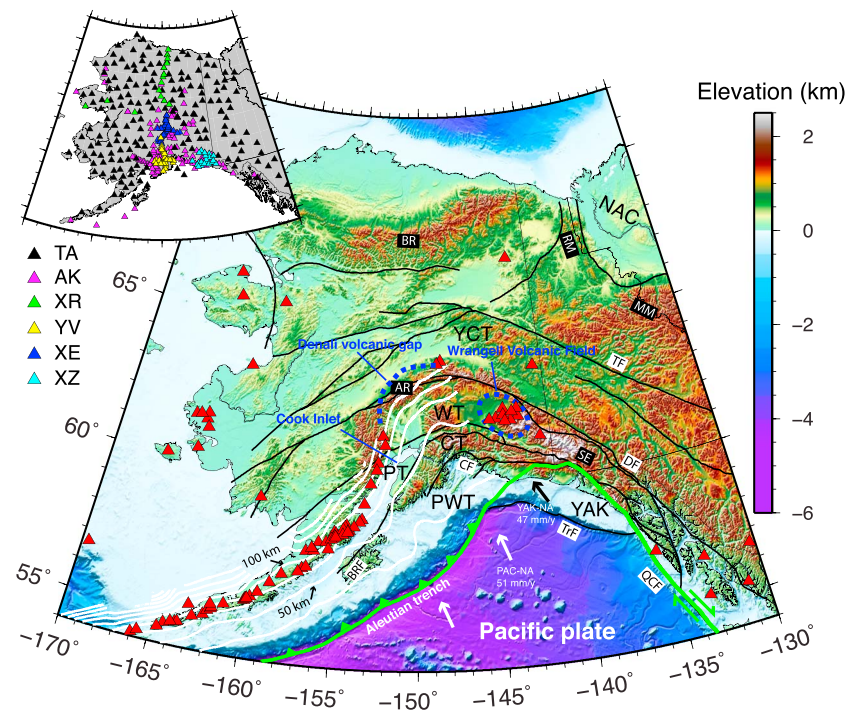 Elevation (km)
2
0
−2
−4
−6
TA
AK
XR
YV
XE
XZ
65°
60°
55°
−170°
−165°
−160°
−155°
−150°
−145°
−140°
−135°
−130°
NAC
BR
RM
MM
YCT
TF
Denali volcanic gap
Wrangell Volcanic Field
AR
Cook Inlet
WT
CT
SE
DF
PT
CF
PWT
YAK
YAK-NA
47 mm/y
TrF
100 km
50 km
BRF
PAC-NA
51 mm/y
QCF
Aleutian trench
Pacific plate